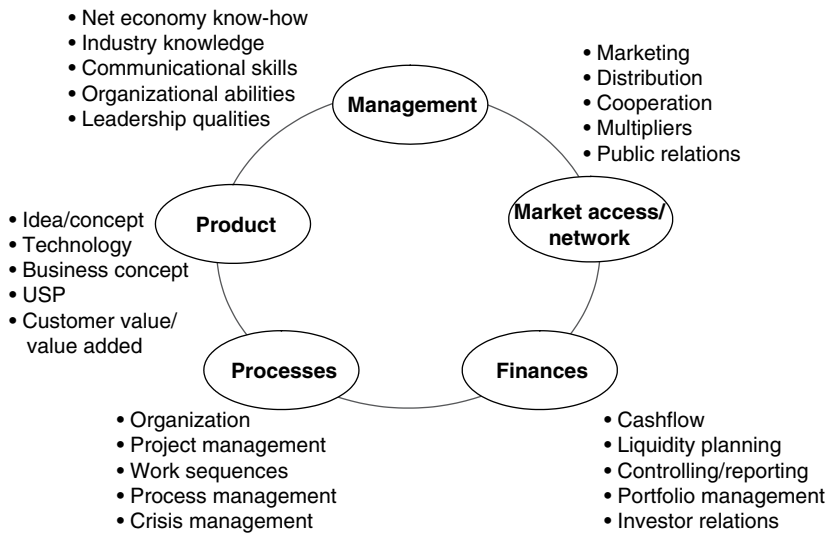 • Net economy know-how
• Industry knowledge
• Communicational skills
• Organizational abilities
• Leadership qualities
Management
• Marketing
• Distribution
• Cooperation
• Multipliers
• Public relations
Market access/
network
Product
• Idea/concept
• Technology
• Business concept
• USP
• Customer value/
value added
Processes
• Organization
• Project management
• Work sequences
• Process management
• Crisis management
Finances
• Cashflow
• Liquidity planning
• Controlling/reporting
• Portfolio management
• Investor relations